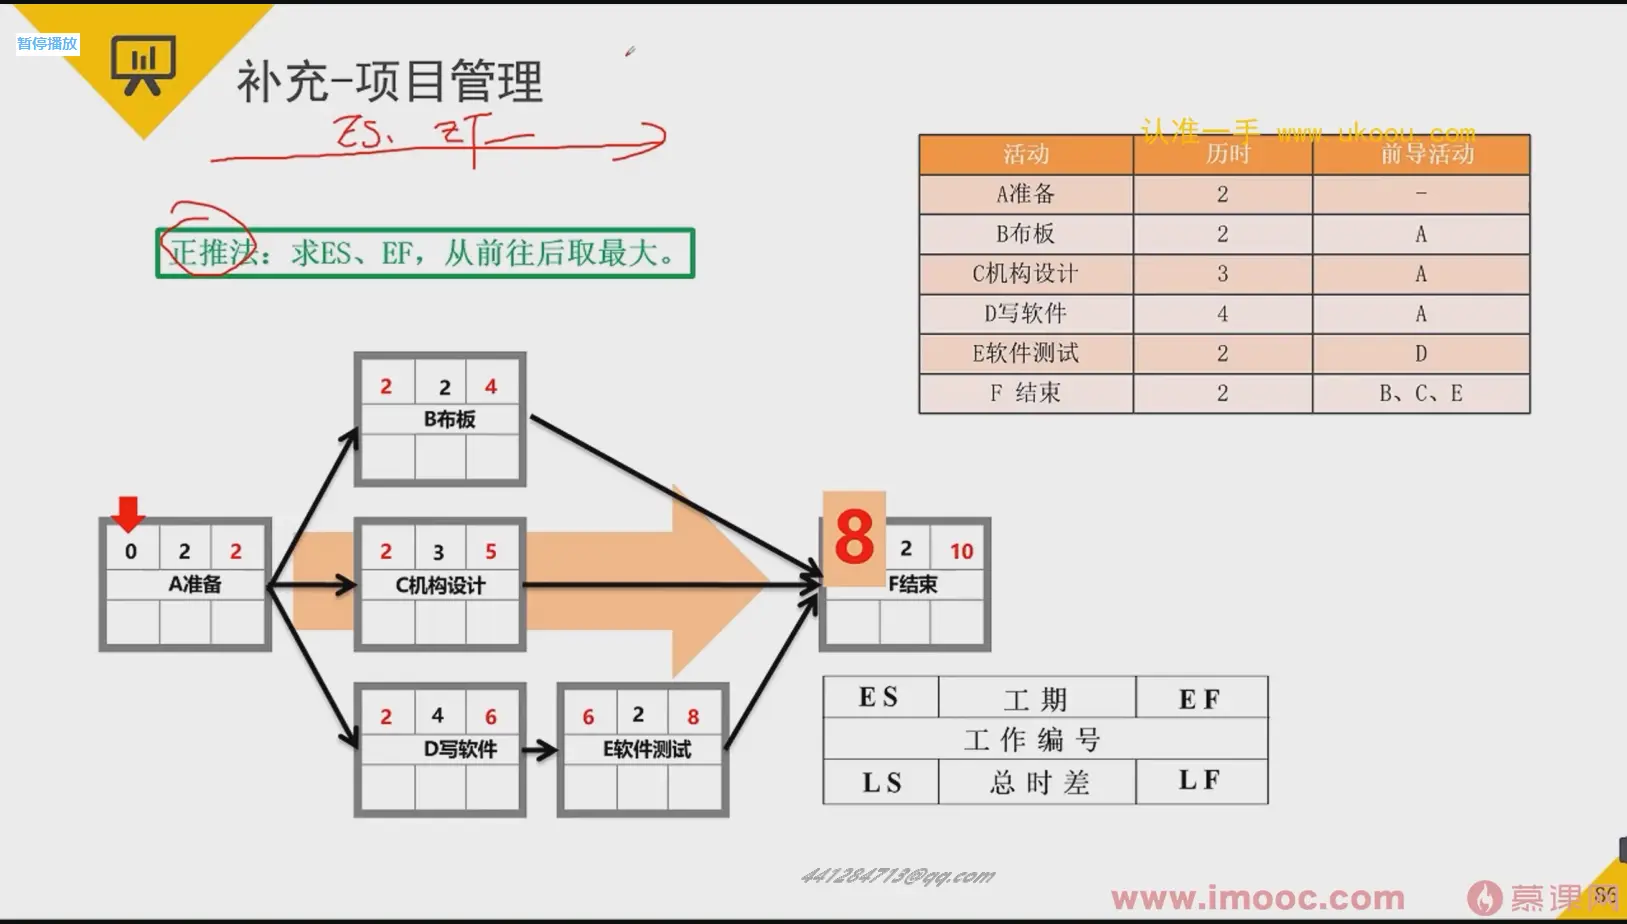 暂停播放
补充-项目管理
ES、
认准一手 www.ukoou.com
正推法：求ES、EF，从前往后取最大。
活动 历时 前导活动
A准备 2 -
B布板 2 A
C机构设计 3 A
D写软件 4 A
E软件测试 2 D
F 结束 2 B、C、E
2 2 4
B布板
0 2 2
A准备
2 3 5
C机构设计
8 2 10
F结束
2 4 6
D写软件
6 2 8
E软件测试
ES 工期 EF
工作编号
LS 总时差 LF
441284713@qq.com
www.imooc.com
慕课网